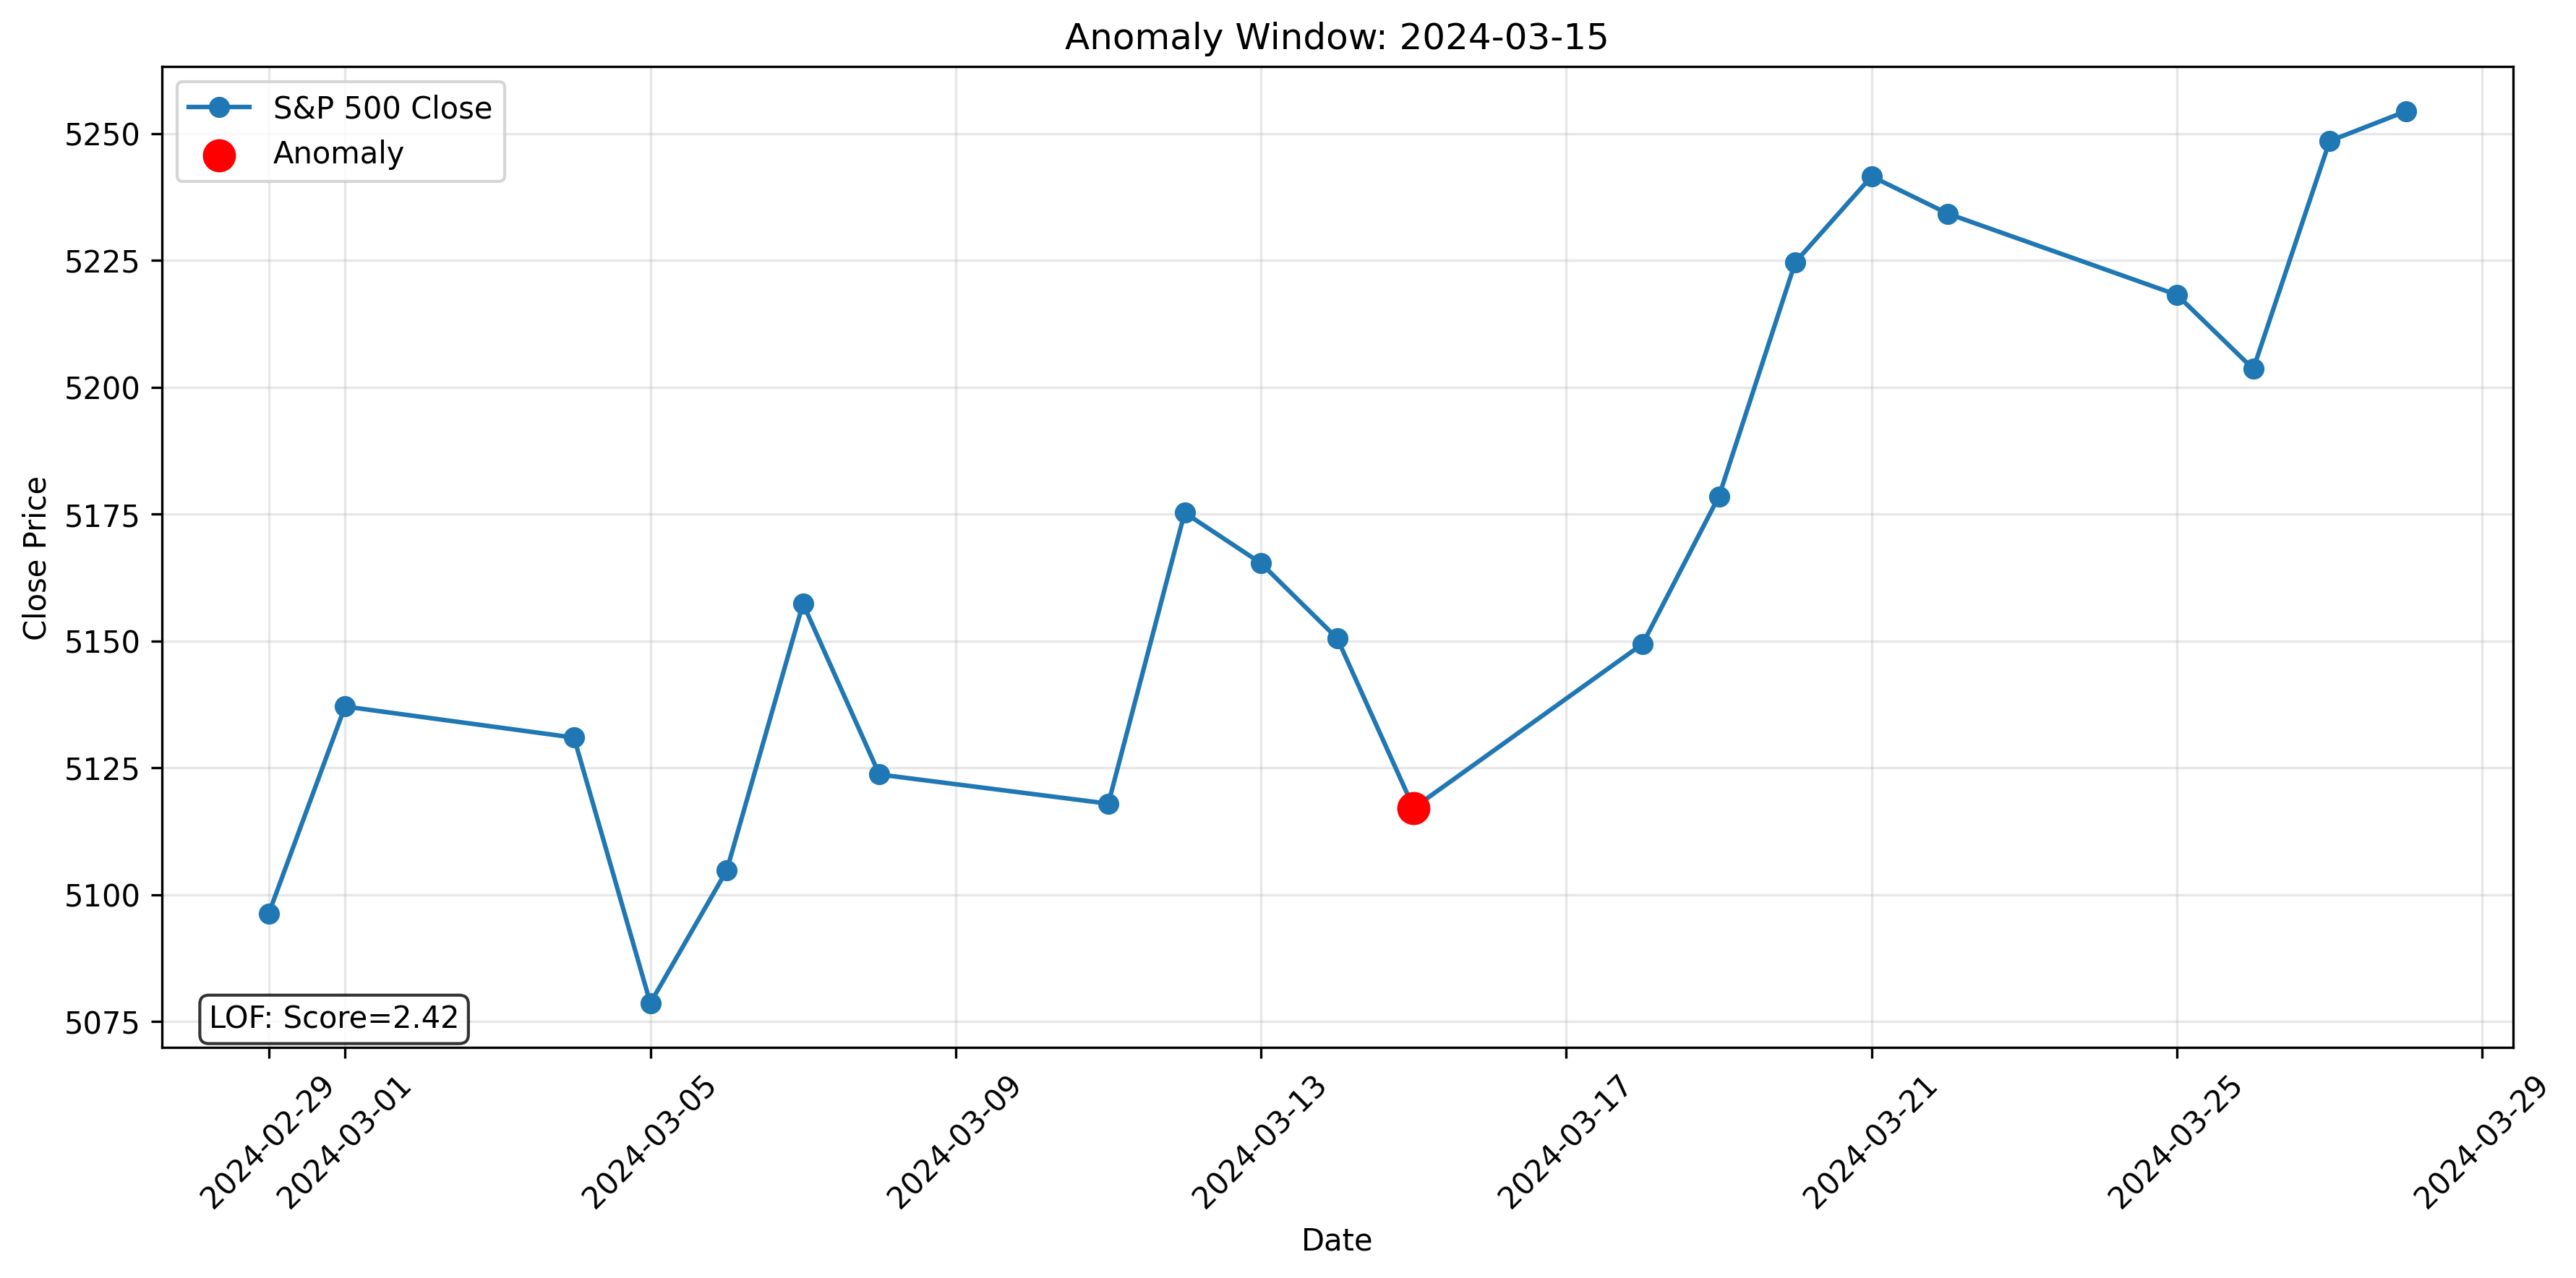 Anomaly Window: 2024-03-15
S&P 500 Close
Anomaly
5250
5225
5200
5175
5150
5125
5100
5075
Close Price
LOF: Score=2.42
2024-02-29
2024-03-01
2024-03-05
2024-03-09
2024-03-13
2024-03-17
2024-03-21
2024-03-25
2024-03-29
Date